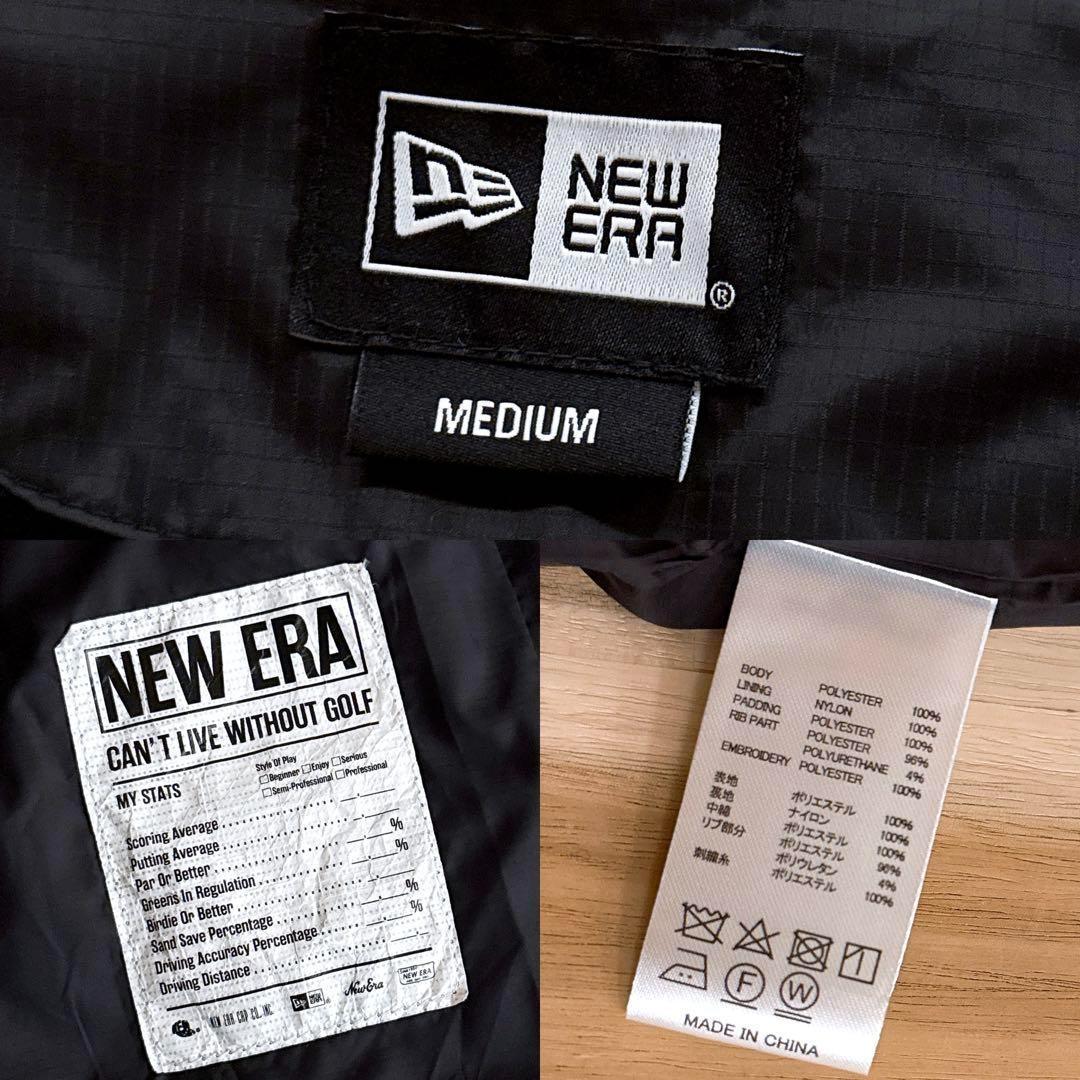 ne
NEW
ERA
®
MEDIUM
NEW ERA
CAN'T LIVE WITHOUT GOLF
MY STATS
Style Of Play
Beginner Enjoy Serious
Semi-Professional Professional
Scoring Average
Putting Average %
Par Or Better %
Greens In Regulation
Birdie Or Better %
Sand Save Percentage %
Driving Accuracy Percentage
Driving Distance
NEW ERA CAP CO., INC.
NEW ERA
New Era
NEW ERA
BODY POLYESTER 100%
LINING NYLON 100%
PADDING POLYESTER 100%
RIB PART POLYESTER 96%
POLYURETHANE 4%
EMBROIDERY POLYESTER 100%
表地 ポリエステル 100%
裏地 ナイロン 100%
中綿 ポリエステル 100%
リブ部分 ポリエステル 96%
ポリウレタン 4%
刺繍糸 ポリエステル 100%
F W
MADE IN CHINA